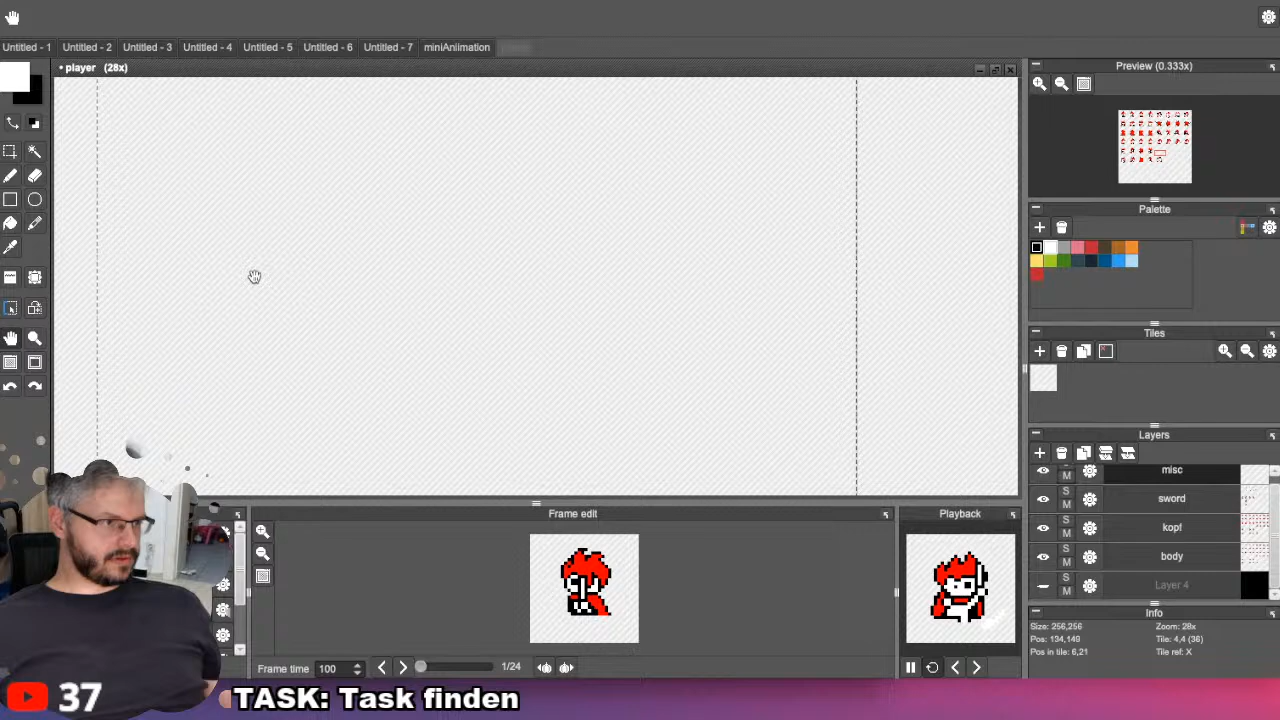 Untitled - 1 Untitled - 2 Untitled - 3 Untitled - 4 Untitled - 5 Untitled - 6 Untitled - 7 miniAniimation
• player (28x)
Preview (0.333x)
Palette
Tiles
Layers
S
M misc
S
M sword
S
M kopf
S
M body
S
M Layer 4
Info
Size: 256,256 Zoom: 28x
Pos: 134,149 Tile: 4,4 (36)
Pos in tile: 6,21 Tile ref: X
Frame edit
Playback
Frame time 100 1/24
37 TASK: Task finden